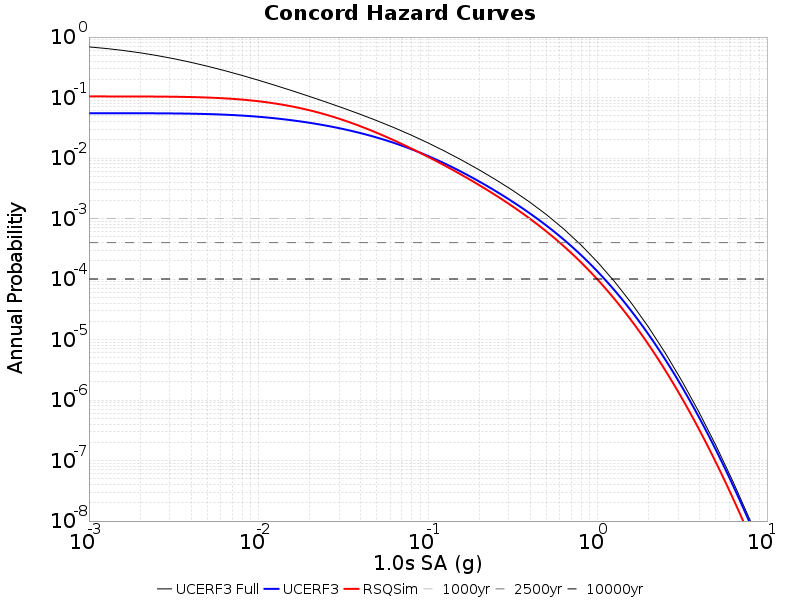 Concord Hazard Curves
10^0
10^-1
10^-2
10^-3
10^-4
10^-5
10^-6
10^-7
10^-8
Annual Probabilitiy
10^-3 10^-2 10^-1 10^0 10^1
1.0s SA (g)
UCERF3 Full UCERF3 RSQSim 1000yr 2500yr 10000yr